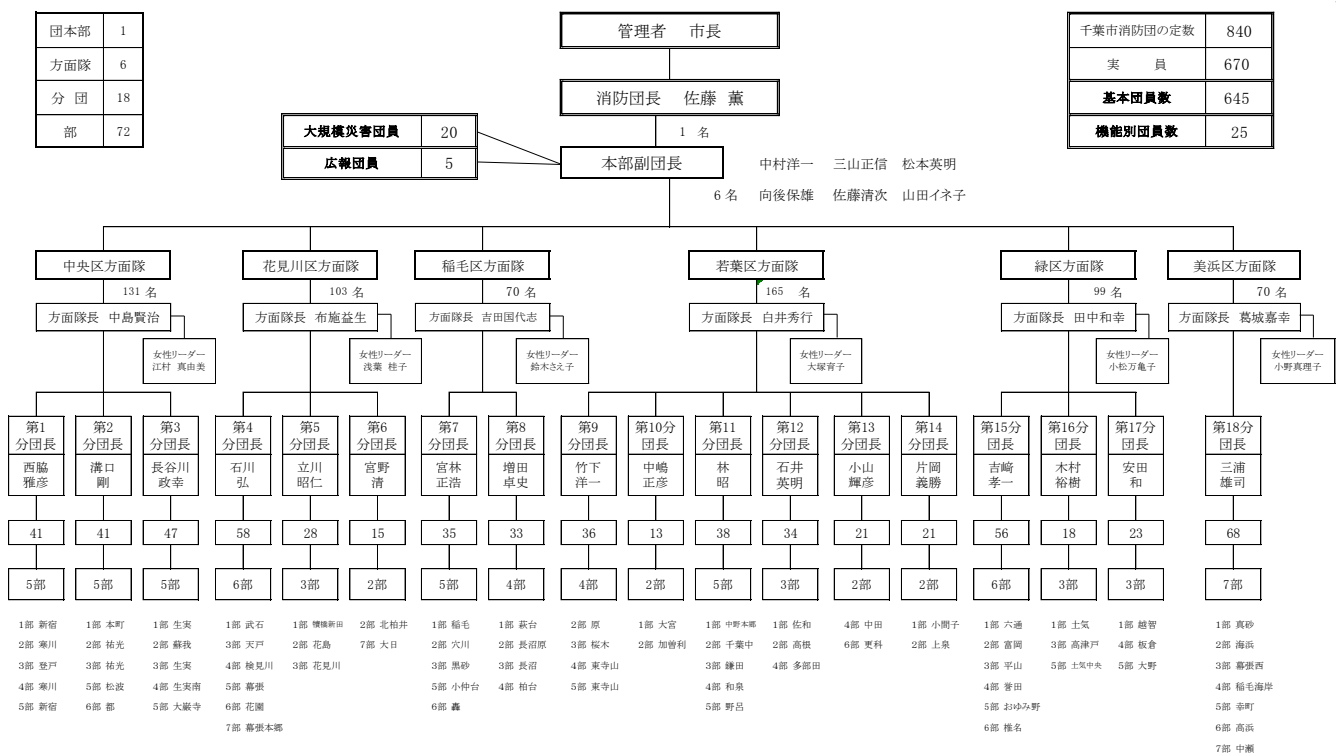 団本部 1
方面隊 6
分 団 18
部 72
管理者 市長
消防団長 佐藤 薫
1 名
千葉市消防団の定数 840
実 員 670
基本団員数 645
機能別団員数 25
大規模災害団員 20
広報団員 5
本部副団長
中村洋一 三山正信 松本英明
6 名 向後保雄 佐藤清次 山田イネ子
中央区方面隊
131 名
方面隊長 中島賢治
女性リーダー
江村 真由美
花見川区方面隊
103 名
方面隊長 布施益生
女性リーダー
浅葉 桂子
稲毛区方面隊
70 名
方面隊長 吉田国代志
女性リーダー
鈴木さえ子
若葉区方面隊
165 名
方面隊長 白井秀行
女性リーダー
大塚育子
緑区方面隊
99 名
方面隊長 田中和幸
女性リーダー
小松万亀子
美浜区方面隊
70 名
方面隊長 葛城嘉幸
女性リーダー
小野真理子
第1
分団長
西脇
雅彦
41
5部
1部 新宿
2部 寒川
3部 登戸
4部 寒川
5部 新宿
第2
分団長
溝口
剛
41
5部
1部 本町
2部 祐光
3部 祐光
5部 松波
6部 都
第3
分団長
長谷川
政幸
47
5部
1部 生実
2部 蘇我
3部 生実
4部 生実南
5部 大巌寺
第4
分団長
石川
弘
58
6部
1部 武石
3部 天戸
4部 検見川
5部 幕張
6部 花園
7部 幕張本郷
第5
分団長
立川
昭仁
28
3部
1部 犢橋新田
2部 花島
3部 花見川
第6
分団長
宮野
清
15
2部
2部 北柏井
7部 大日
第7
分団長
宮林
正浩
35
5部
1部 稲毛
2部 穴川
3部 黒砂
5部 小仲台
6部 轟
第8
分団長
増田
卓史
33
4部
1部 萩台
2部 長沼原
3部 長沼
4部 柏台
第9
分団長
竹下
洋一
36
4部
2部 原
3部 桜木
4部 東寺山
5部 東寺山
第10分
団長
中嶋
正彦
13
2部
1部 大宮
2部 加曽利
第11
分団長
林
昭
38
5部
1部 中野本郷
2部 千葉中
3部 鎌田
4部 和泉
5部 野呂
第12
分団長
石井
英明
34
3部
1部 佐和
2部 高根
4部 多部田
第13
分団長
小山
輝彦
21
2部
4部 中田
6部 更科
第14
分団長
片岡
義勝
21
2部
1部 小間子
2部 上泉
第15分
団長
吉﨑
孝一
56
6部
1部 六通
2部 富岡
3部 平山
4部 誉田
5部 おゆみ野
6部 椎名
第16分
団長
木村
裕樹
18
3部
1部 土気
3部 高津戸
5部 土気中央
第17分
団長
安田
和
23
3部
1部 越智
4部 板倉
5部 大野
第18分
団長
三浦
雄司
68
7部
1部 真砂
2部 海浜
3部 幕張西
4部 稲毛海岸
5部 幸町
6部 高浜
7部 中瀬